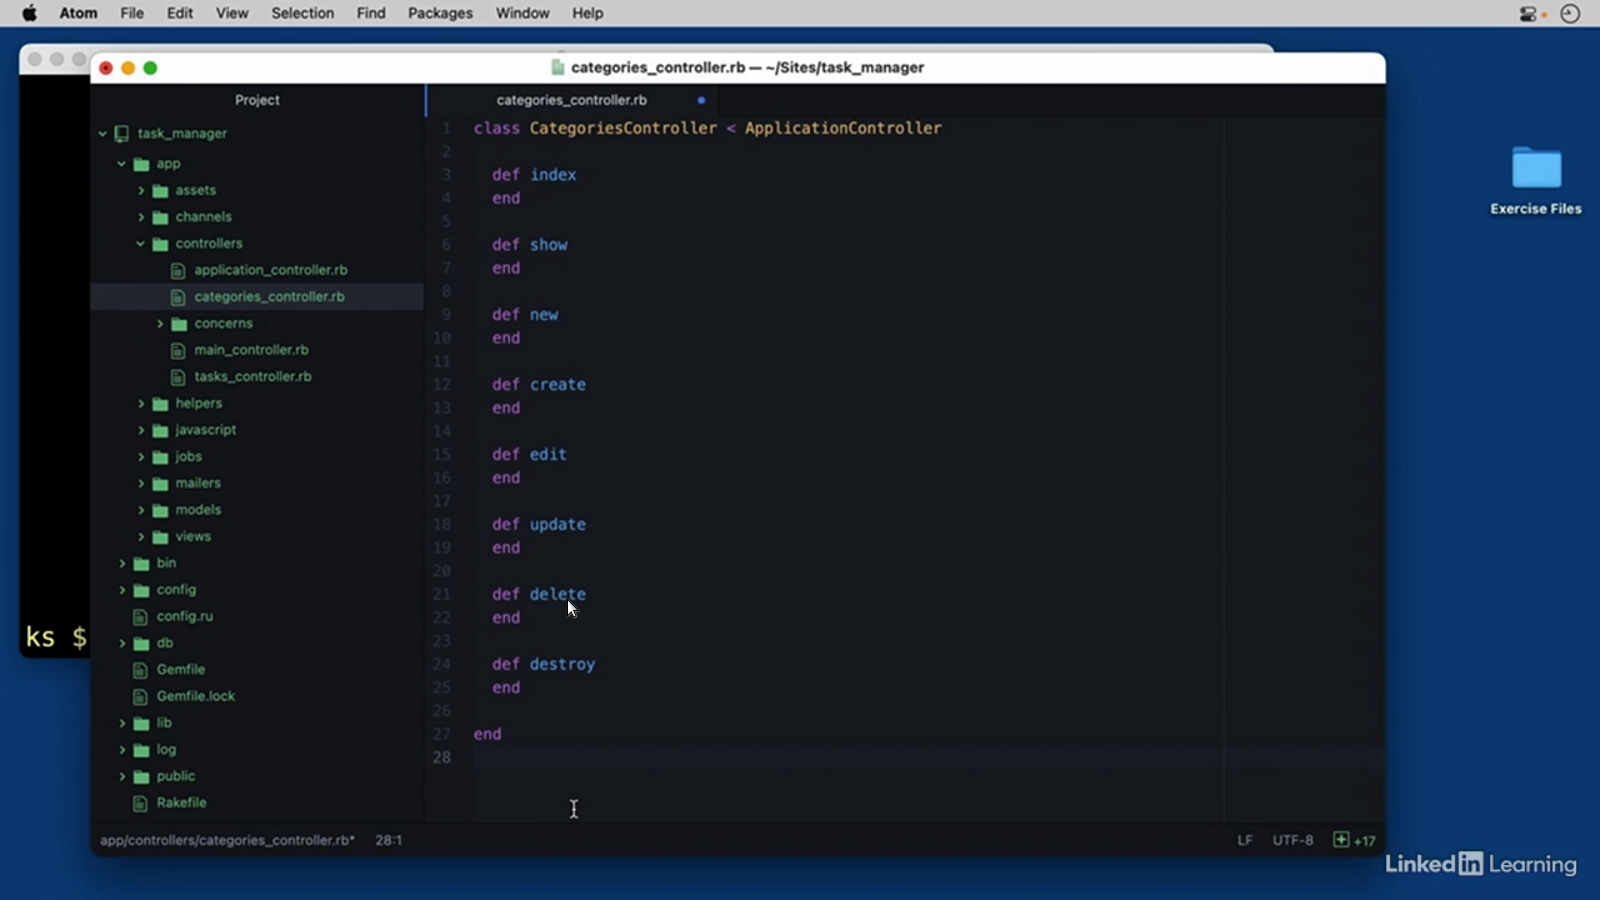 Atom File Edit View Selection Find Packages Window Help
categories_controller.rb — ~/Sites/task_manager
Project
categories_controller.rb
task_manager
app
assets
channels
controllers
application_controller.rb
categories_controller.rb
concerns
main_controller.rb
tasks_controller.rb
helpers
javascript
jobs
mailers
models
views
bin
config
config.ru
db
Gemfile
Gemfile.lock
lib
log
public
Rakefile
1 class CategoriesController < ApplicationController
2
3 def index
4 end
5
6 def show
7 end
8
9 def new
10 end
11
12 def create
13 end
14
15 def edit
16 end
17
18 def update
19 end
20
21 def delete
22 end
23
24 def destroy
25 end
26
27 end
28
app/controllers/categories_controller.rb* 28:1 LF UTF-8 +17
ks $
Exercise Files
LinkedIn Learning